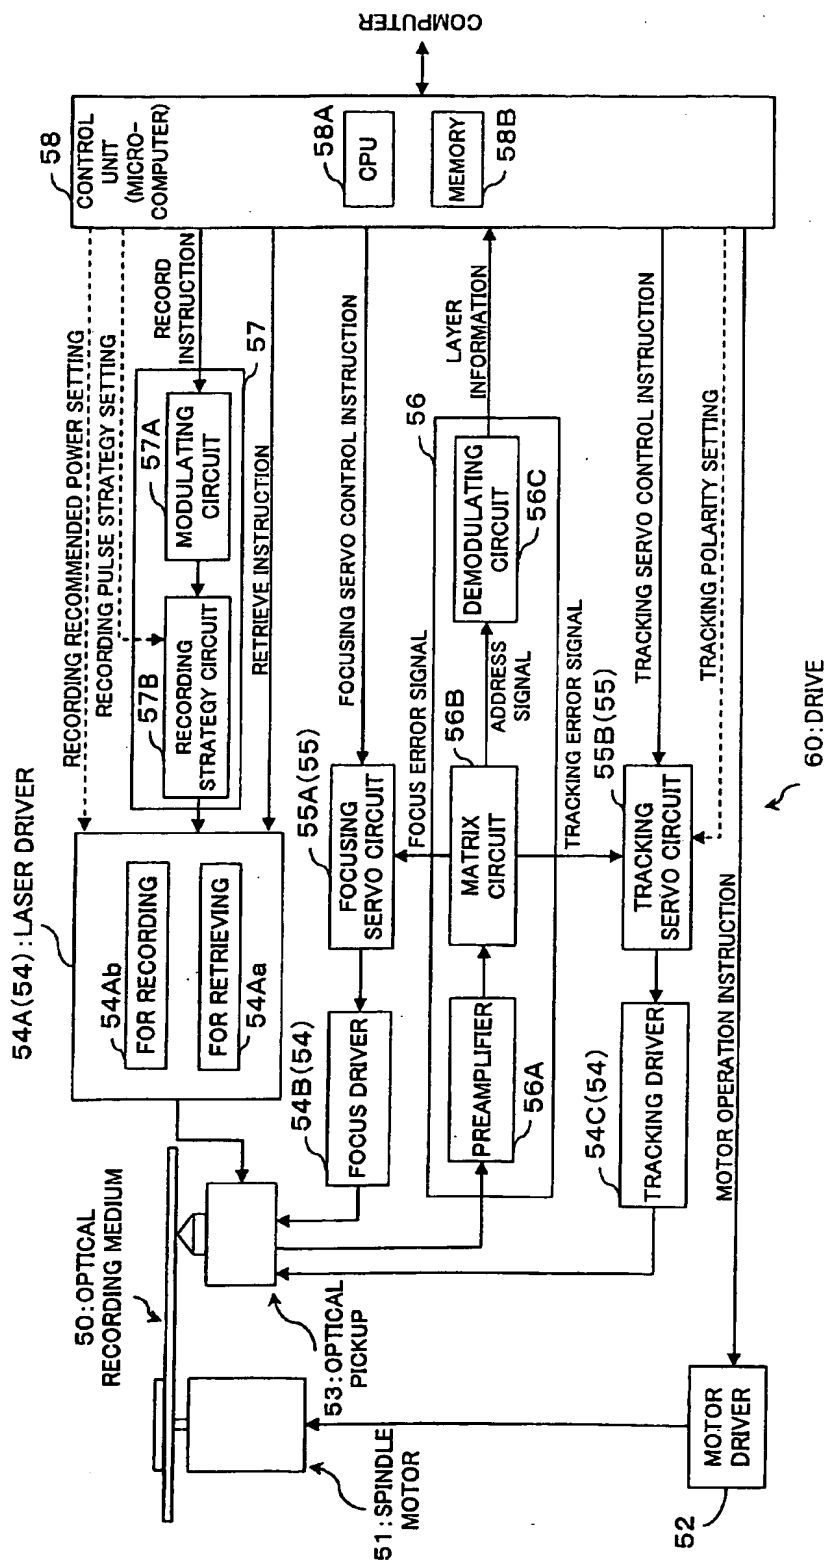 54A(54):LASER DRIVER
54Ab
FOR RECORDING
FOR RETRIEVING
54Aa
RECORDING RECOMMENDED POWER SETTING
RECORDING PULSE STRATEGY SETTING
57B
RECORDING
STRATEGY CIRCUIT
57A
MODULATING
CIRCUIT
RECORD
INSTRUCTION
57
RETRIEVE INSTRUCTION
58
CONTROL
UNIT
(MICRO-
COMPUTER)
58A
CPU
MEMORY
58B
COMPUTER
50:OPTICAL
RECORDING MEDIUM
53:OPTICAL
PICKUP
51:SPINDLE
MOTOR
54B(54)
FOCUS DRIVER
55A(55)
FOCUSING
SERVO CIRCUIT
FOCUSING SERVO CONTROL INSTRUCTION
FOCUS ERROR SIGNAL
56
PREAMPLIFIER
56A
56B
MATRIX
CIRCUIT
ADDRESS
SIGNAL
DEMODULATING
CIRCUIT
56C
LAYER
INFORMATION
TRACKING ERROR SIGNAL
54C(54)
TRACKING DRIVER
55B(55)
TRACKING
SERVO CIRCUIT
TRACKING SERVO CONTROL INSTRUCTION
TRACKING POLARITY SETTING
MOTOR OPERATION INSTRUCTION
MOTOR
DRIVER
52
60:DRIVE